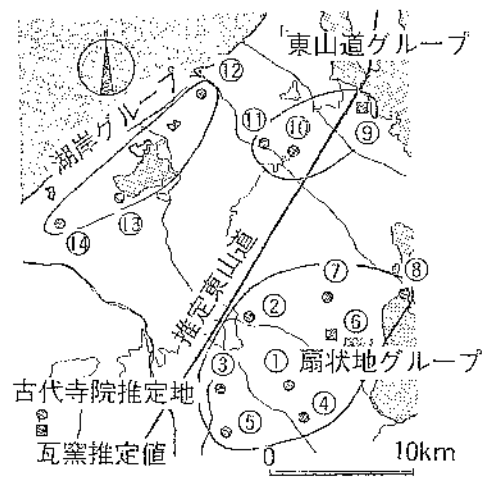 「東山道グループ
湖岸グループ
⑫
⑪
⑩
⑨
⑬
⑭
推定東山道
⑧
⑦
②
⑥
扇状地グループ
③
①
④
⑤
古代寺院推定地
瓦窯推定値
0
10km